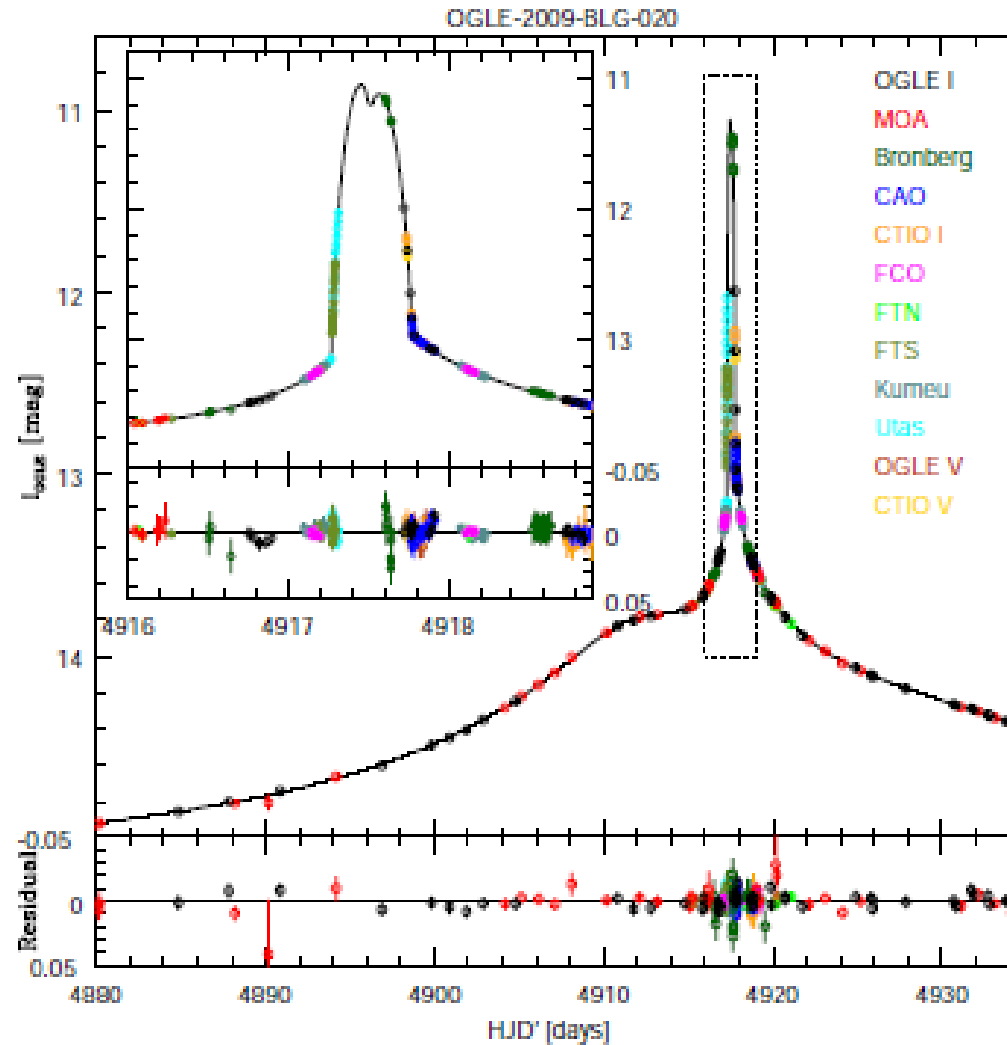 OGLE-2009-BLG-020
11
12
13
14
I_OGLE [mag]
11
12
13
-0.05
0
0.05
4916
4917
4918
OGLE I
MOA
Bronberg
CAO
CTIO I
FCO
FTN
FTS
Kumeu
Utas
OGLE V
CTIO V
-0.05
0
0.05
Residual
4880
4890
4900
4910
4920
4930
HJD' [days]